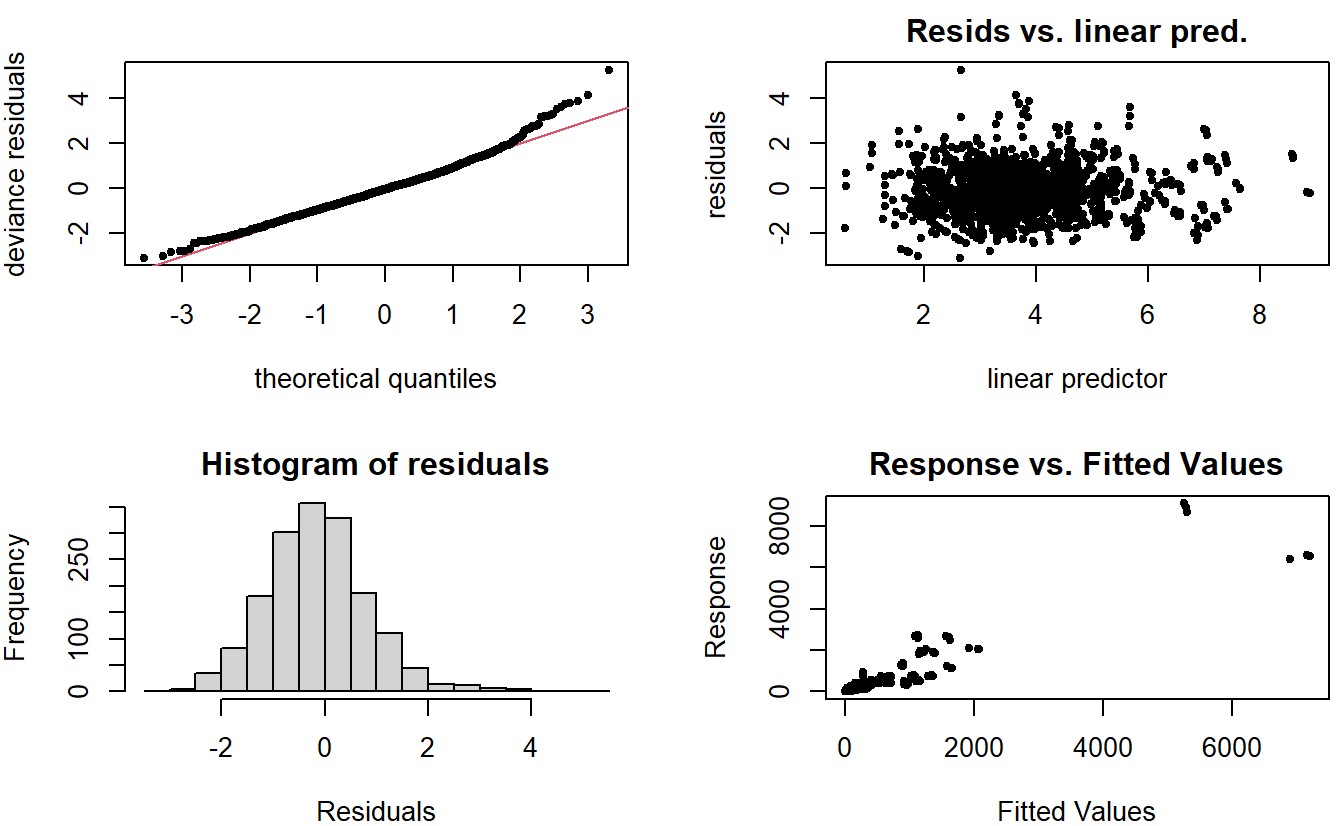 deviance residuals
4
2
0
-2
-3 -2 -1 0 1 2 3
theoretical quantiles
Resids vs. linear pred.
residuals
4
2
0
-2
2 4 6 8
linear predictor
Histogram of residuals
Frequency
250
100
0
-2 0 2 4
Residuals
Response vs. Fitted Values
Response
8000
4000
0
0 2000 4000 6000
Fitted Values